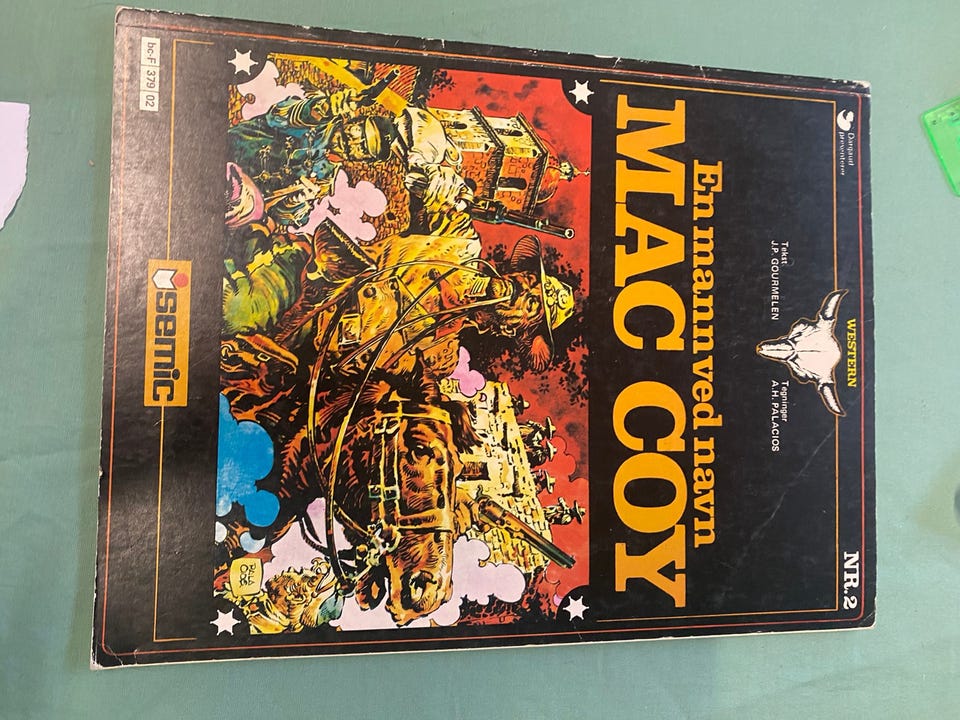 Dargaud
presenterer
WESTERN
NR. 2
Tekst
J.P. GOURMELEN
Tegninger
A.H. PALACIOS
En mann ved navn
MAC COY
semic
bc-F 379 02